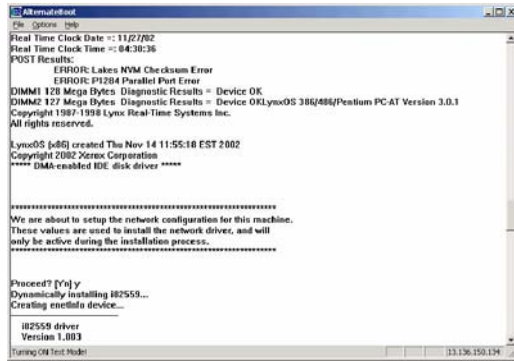 AlternateBoot
File Options Help
Real Time Clock Date =: 11/27/02
Real Time Clock Time =: 04:30:36
POST Results:
ERROR: Lakes NVM Checksum Error
ERROR: P1284 Parallel Port Error
DIMM1 128 Mega Bytes Diagnostic Results = Device OK
DIMM2 127 Mega Bytes Diagnostic Results = Device OKLynxOS 386/486/Pentium PC-AT Version 3.0.1
Copyright 1987-1998 Lynx Real-Time Systems Inc.
All rights reserved.
LynxOS (x86) created Thu Nov 14 11:55:18 EST 2002
Copyright 2002 Xerox Corporation
***** DMA-enabled IDE disk driver *****
We are about to setup the network configuration for this machine.
These values are used to install the network driver, and will
only be active during the installation process.
Proceed? [Yn] y
Dynamically installing i82559...
Creating enetinfo device...
i82559 driver
Version 1.003
Turning ON Test Mode!
13.136.150.134